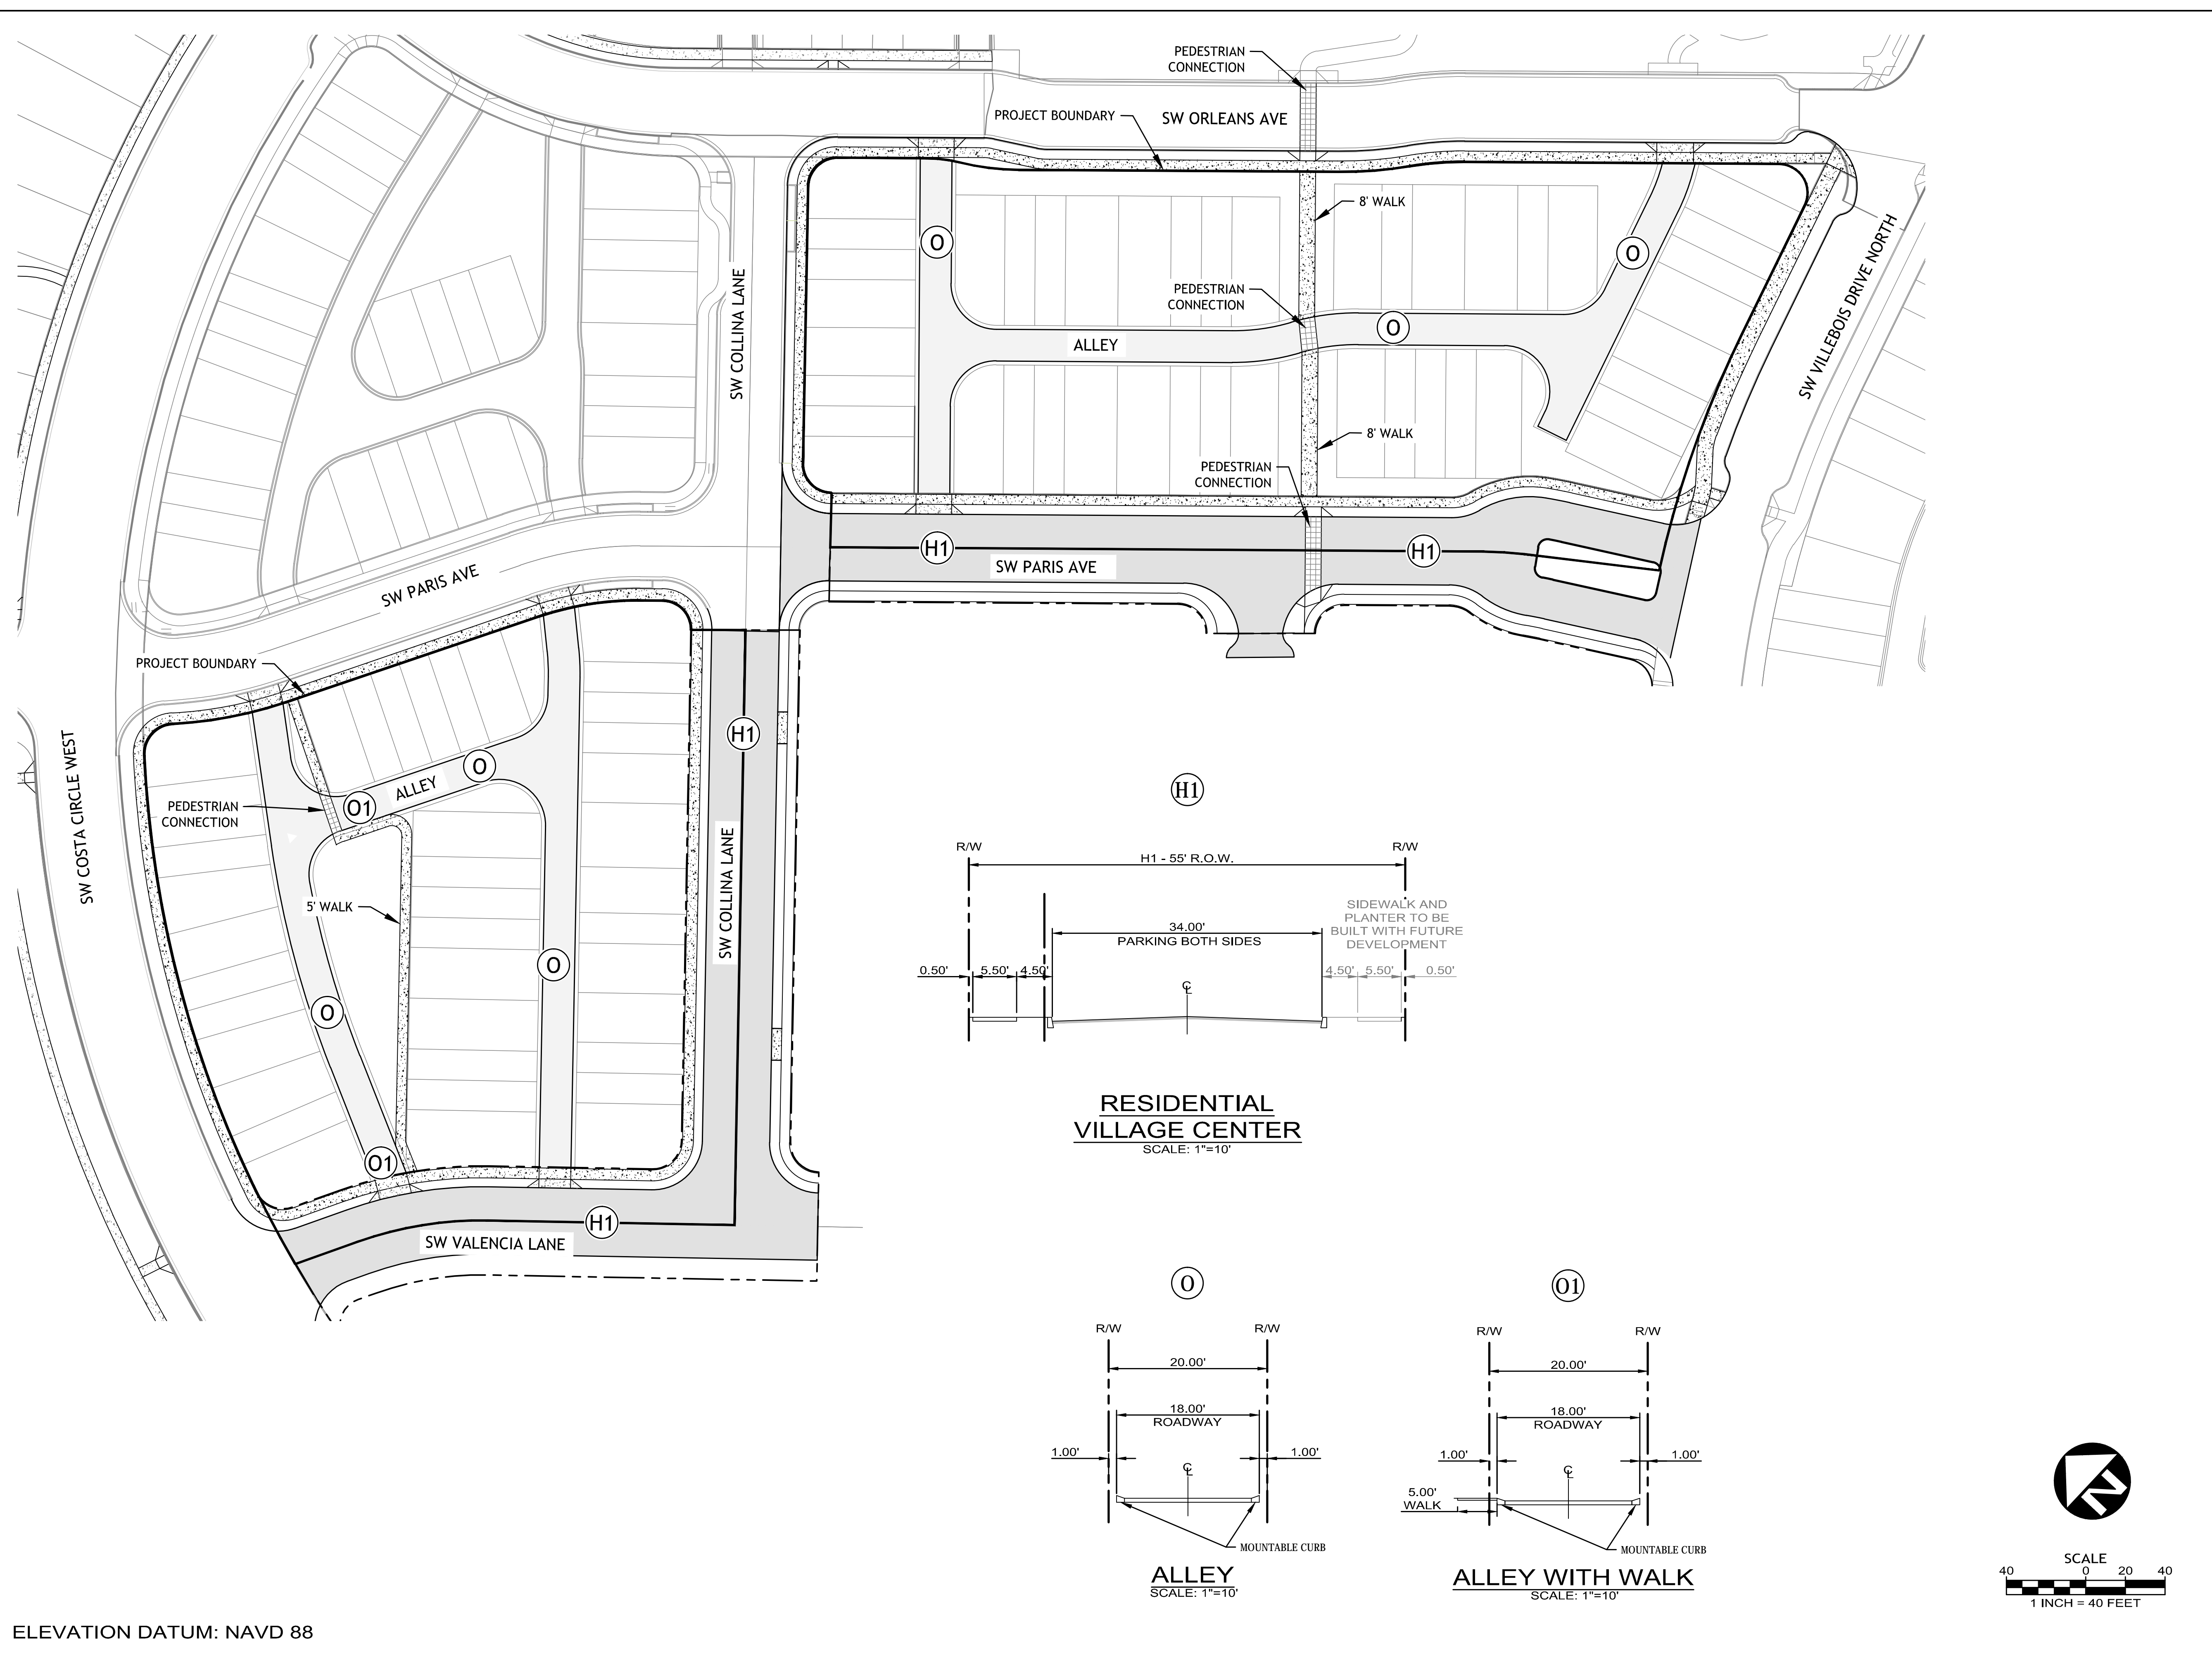 PEDESTRIAN
CONNECTION
PROJECT BOUNDARY
SW ORLEANS AVE
8' WALK
O
O
SW COLLINA LANE
PEDESTRIAN
CONNECTION
SW VILLEBOIS DRIVE NORTH
O
ALLEY
8' WALK
PEDESTRIAN
CONNECTION
H1
H1
SW PARIS AVE
SW PARIS AVE
PROJECT BOUNDARY
H1
SW COSTA CIRCLE WEST
O
ALLEY
O1
PEDESTRIAN
CONNECTION
SW COLLINA LANE
5' WALK
O
O
O1
H1
SW VALENCIA LANE
H1
R/W
R/W
H1 - 55' R.O.W.
SIDEWALK AND
PLANTER TO BE
BUILT WITH FUTURE
DEVELOPMENT
34.00'
PARKING BOTH SIDES
0.50'
5.50'
4.50'
4.50'
5.50'
0.50'
CL
RESIDENTIAL
VILLAGE CENTER
SCALE: 1"=10'
O
R/W
R/W
20.00'
18.00'
ROADWAY
1.00'
1.00'
CL
MOUNTABLE CURB
ALLEY
SCALE: 1"=10'
O1
R/W
R/W
20.00'
18.00'
ROADWAY
1.00'
1.00'
CL
5.00'
WALK
MOUNTABLE CURB
ALLEY WITH WALK
SCALE: 1"=10'
N
SCALE
40 0 20 40
1 INCH = 40 FEET
ELEVATION DATUM: NAVD 88